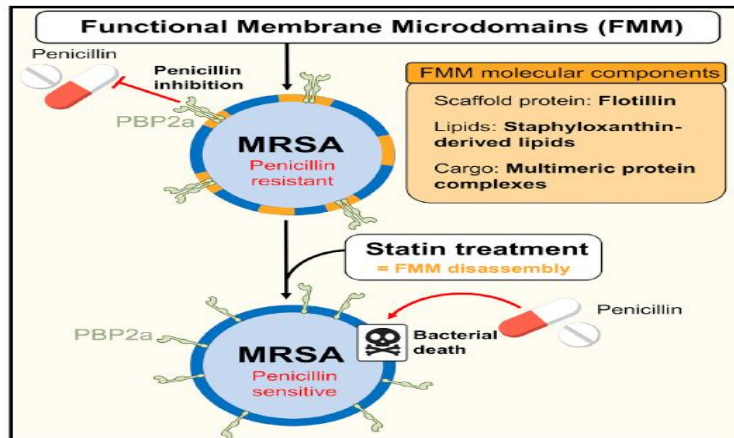 Functional Membrane Microdomains (FMM)
Penicillin
Penicillin
inhibition
PBP2a
MRSA
Penicillin
resistant
FMM molecular components
Scaffold protein: Flotillin
Lipids: Staphyloxanthin-
derived lipids
Cargo: Multimeric protein
complexes
Statin treatment
= FMM disassembly
PBP2a
MRSA
Penicillin
sensitive
Bacterial
death
Penicillin